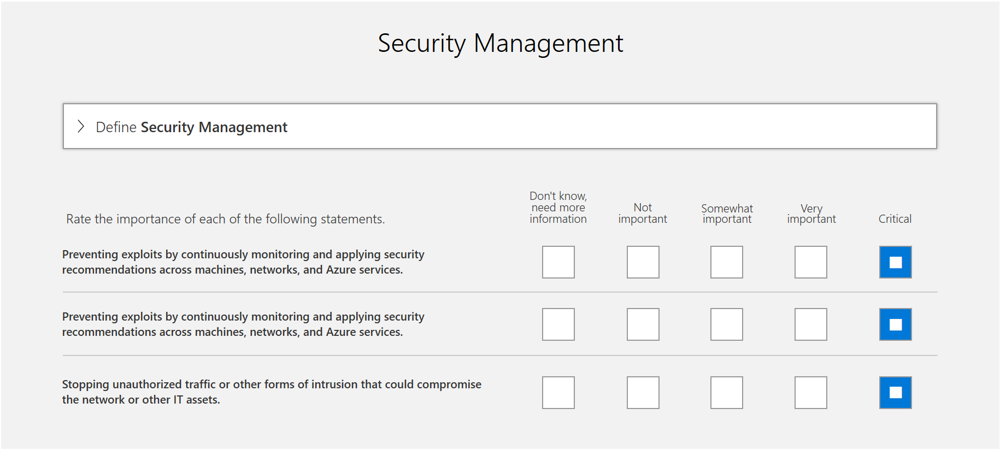 Security Management
Define Security Management
Rate the importance of each of the following statements.
Don't know,
need more
information
Not
important
Somewhat
important
Very
important
Critical
Preventing exploits by continuously monitoring and applying security
recommendations across machines, networks, and Azure services.
Preventing exploits by continuously monitoring and applying security
recommendations across machines, networks, and Azure services.
Stopping unauthorized traffic or other forms of intrusion that could compromise
the network or other IT assets.